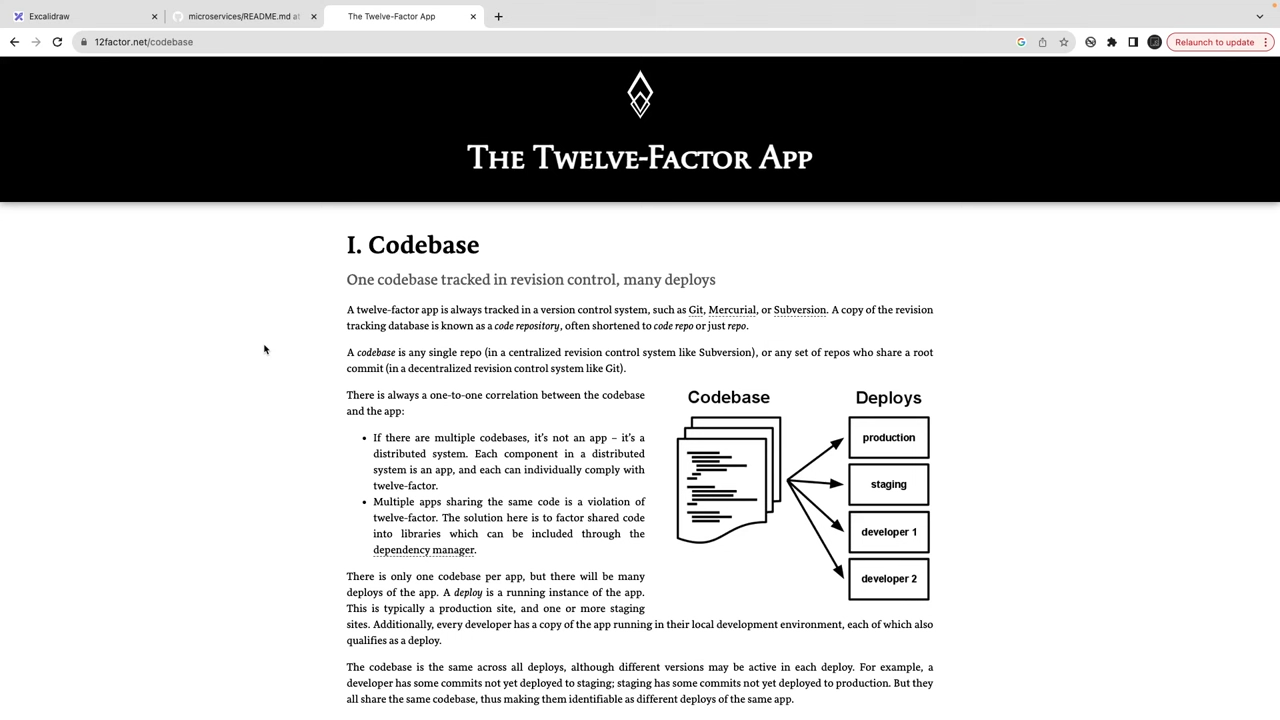 Excalidraw
microservices/README.md at
The Twelve-Factor App
12factor.net/codebase
Relaunch to update
The Twelve-Factor App
I. Codebase
One codebase tracked in revision control, many deploys
A twelve-factor app is always tracked in a version control system, such as Git, Mercurial, or Subversion. A copy of the revision
tracking database is known as a code repository, often shortened to code repo or just repo.
A codebase is any single repo (in a centralized revision control system like Subversion), or any set of repos who share a root
commit (in a decentralized revision control system like Git).
There is always a one-to-one correlation between the codebase
and the app:
• If there are multiple codebases, it’s not an app – it’s a
distributed system. Each component in a distributed
system is an app, and each can individually comply with
twelve-factor.
• Multiple apps sharing the same code is a violation of
twelve-factor. The solution here is to factor shared code
into libraries which can be included through the
dependency manager.
Codebase
Deploys
production
staging
developer 1
developer 2
There is only one codebase per app, but there will be many
deploys of the app. A deploy is a running instance of the app.
This is typically a production site, and one or more staging
sites. Additionally, every developer has a copy of the app running in their local development environment, each of which also
qualifies as a deploy.
The codebase is the same across all deploys, although different versions may be active in each deploy. For example, a
developer has some commits not yet deployed to staging; staging has some commits not yet deployed to production. But they
all share the same codebase, thus making them identifiable as different deploys of the same app.